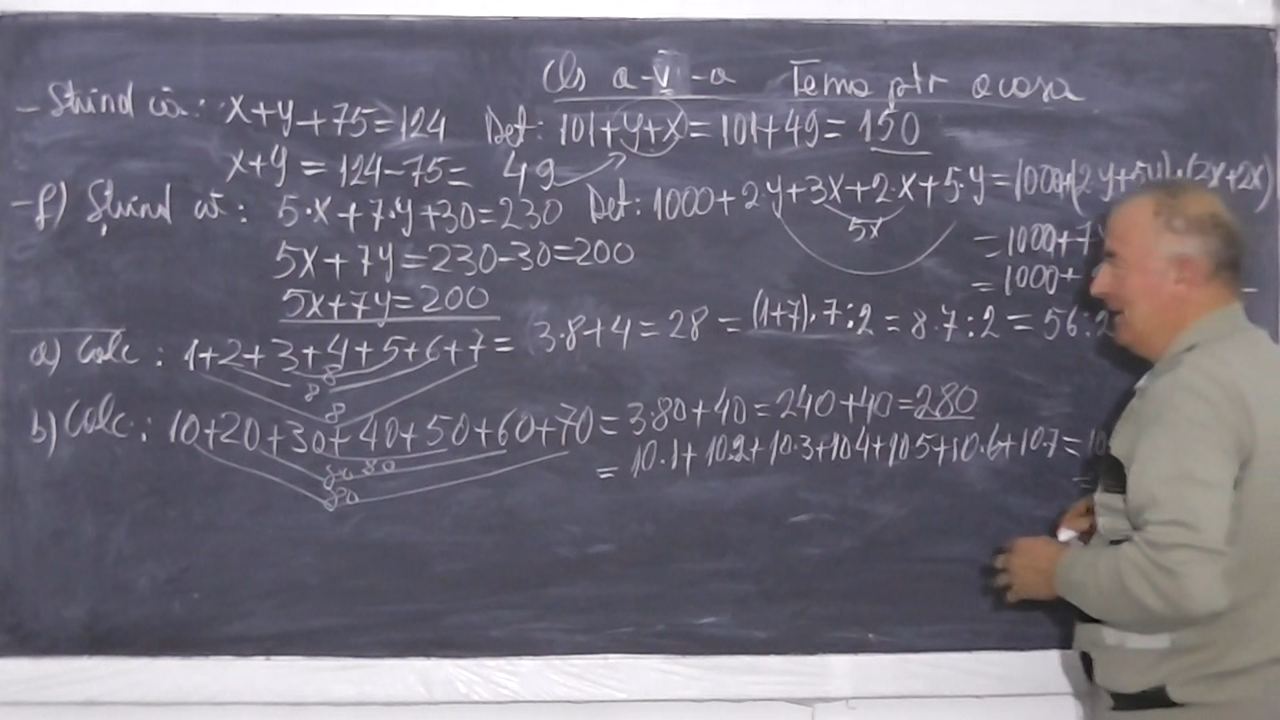 Cls a-V-a Tema ptr acasa
- Știind că: x+y+75=124 Det: 101+y+x=101+49=150
x+y=124-75=49
-f) Știind că: 5·x+7·y+30=230 Det: 1000+2·y+3x+2·x+5·y=1000+(2y+5y)+(3x+2x)
5x
5x+7y=230-30=200 =1000+7y
5x+7y=200 =1000+
a) Calc: 1+2+3+4+5+6+7= 3·8+4=28=(1+7)·7:2=8·7:2=56:2
8
8
8
b) Calc: 10+20+30+40+50+60+70=3·80+40=240+40=280
=10·1+10·2+10·3+10·4+10·5+10·6+10·7=10
80 80
80
=